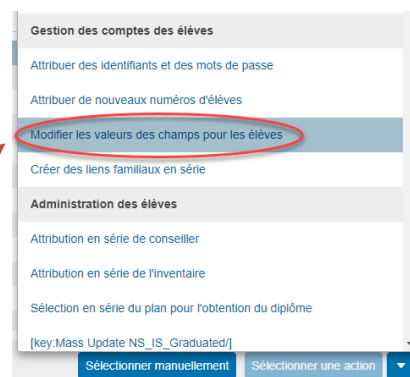 Gestion des comptes des élèves
Attribuer des identifiants et des mots de passe
Attribuer de nouveaux numéros d'élèves
Modifier les valeurs des champs pour les élèves
Créer des liens familiaux en série
Administration des élèves
Attribution en série de conseiller
Attribution en série de l'inventaire
Sélection en série du plan pour l'obtention du diplôme
[key:Mass Update NS_IS_Graduated/]
Sélectionner manuellement Sélectionner une action